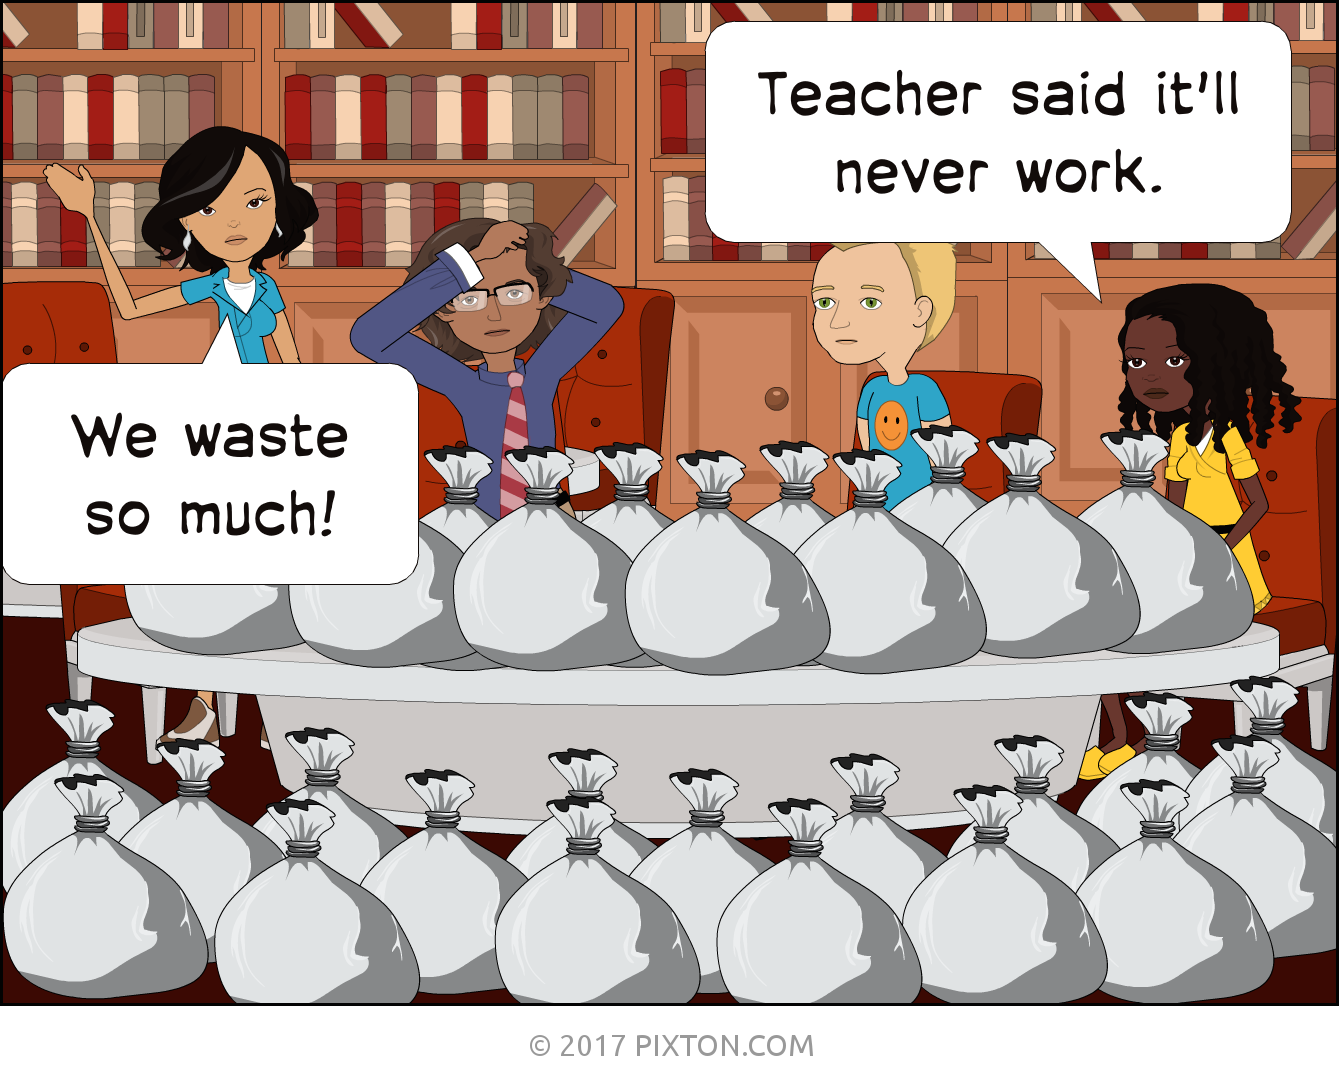 Teacher said it'll
never work.
We waste
so much!
© 2017 PIXTON.COM